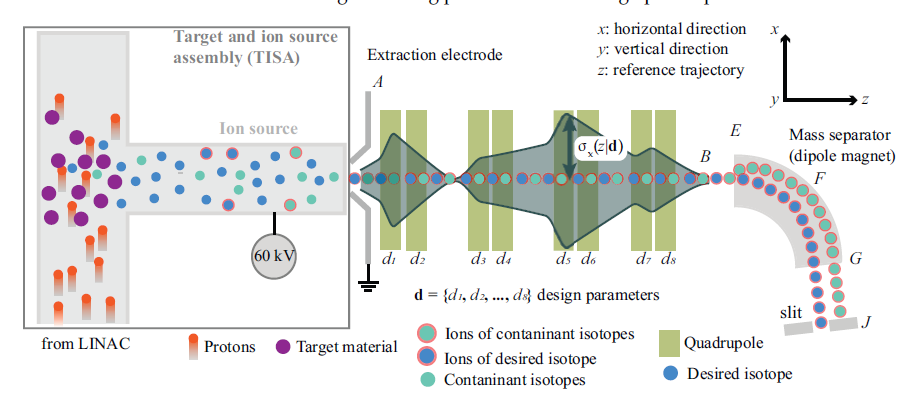 Target and ion source
assembly (TISA)
Extraction electrode
x: horizontal direction
y: vertical direction
z: reference trajectory
x
y
z
A
Ion source
σx(z|d)
B
E
Mass separator
(dipole magnet)
F
G
60 kV
d1 d2 d3 d4 d5 d6 d7 d8
d = {d1, d2, ..., d8} design parameters
slit
J
from LINAC
Protons
Target material
Ions of contaninant isotopes
Ions of desired isotope
Contaninant isotopes
Quadrupole
Desired isotope